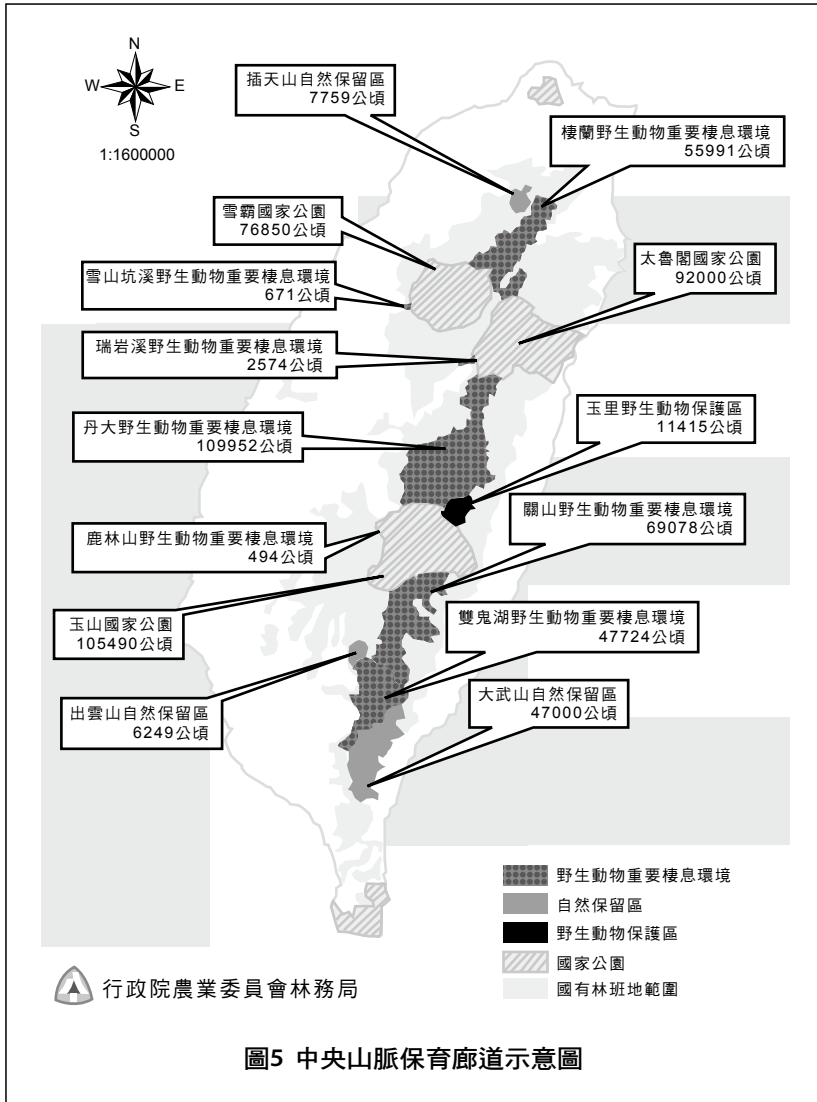 N
W
E
S
1:1600000
插天山自然保留區
7759公頃
棲蘭野生動物重要棲息環境
55991公頃
雪霸國家公園
76850公頃
太魯閣國家公園
92000公頃
雪山坑溪野生動物重要棲息環境
671公頃
瑞岩溪野生動物重要棲息環境
2574公頃
玉里野生動物保護區
11415公頃
丹大野生動物重要棲息環境
109952公頃
關山野生動物重要棲息環境
69078公頃
鹿林山野生動物重要棲息環境
494公頃
雙鬼湖野生動物重要棲息環境
47724公頃
玉山國家公園
105490公頃
大武山自然保留區
47000公頃
出雲山自然保留區
6249公頃
野生動物重要棲息環境
自然保留區
野生動物保護區
國家公園
國有林班地範圍
行政院農業委員會林務局
圖5 中央山脈保育廊道示意圖